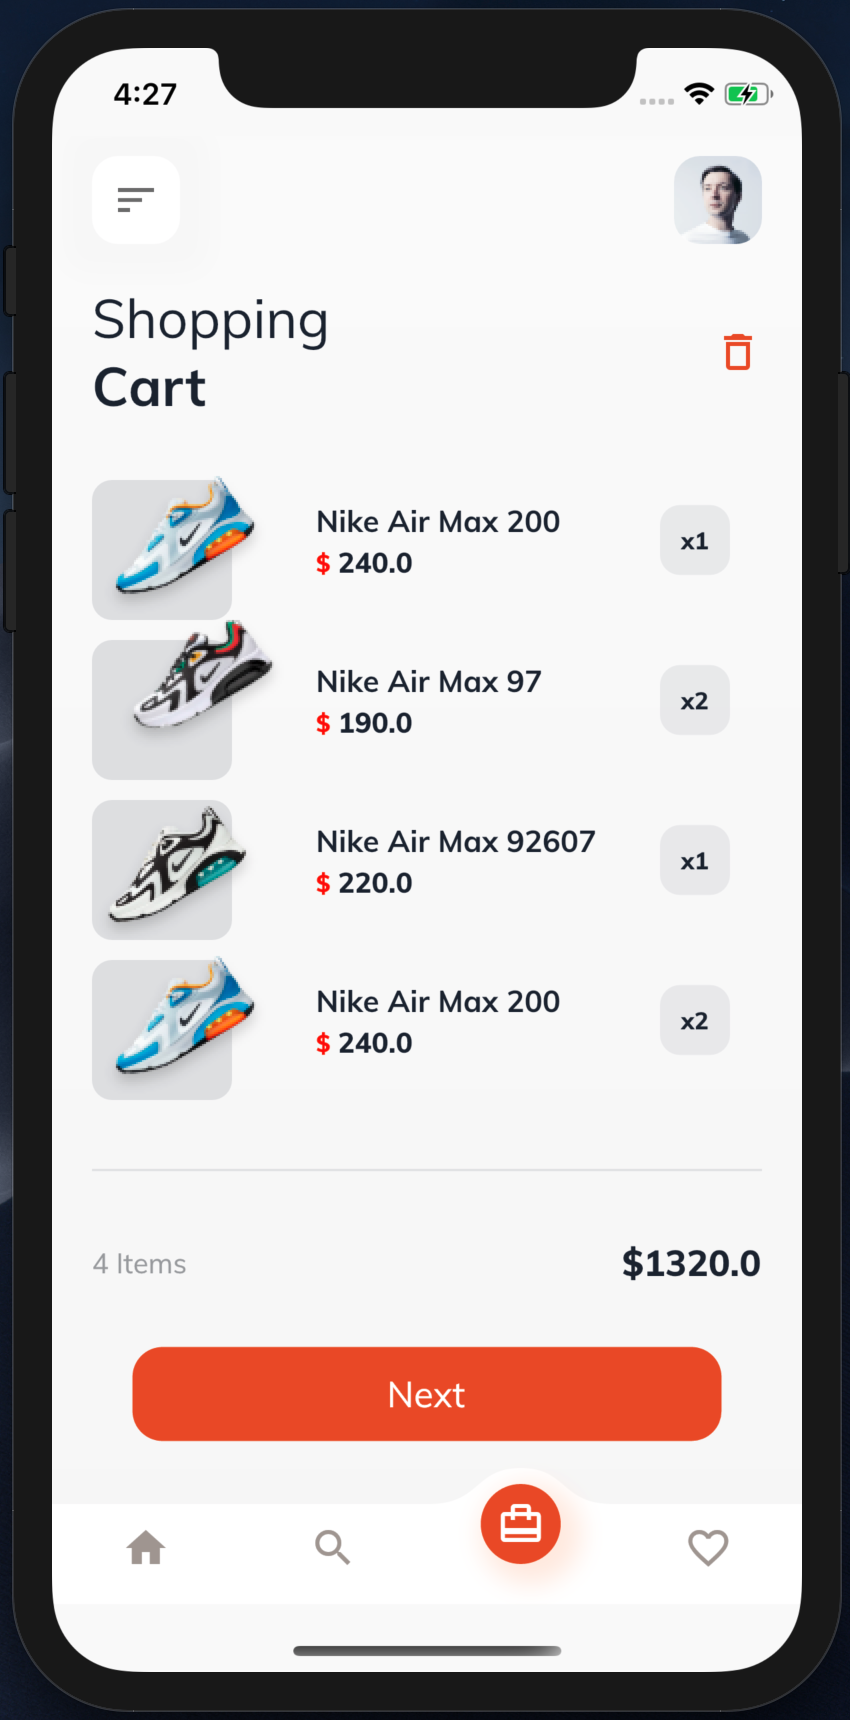 4:27
Shopping
Cart
Nike Air Max 200
$ 240.0
x1
Nike Air Max 97
$ 190.0
x2
Nike Air Max 92607
$ 220.0
x1
Nike Air Max 200
$ 240.0
x2
4 Items
$1320.0
Next